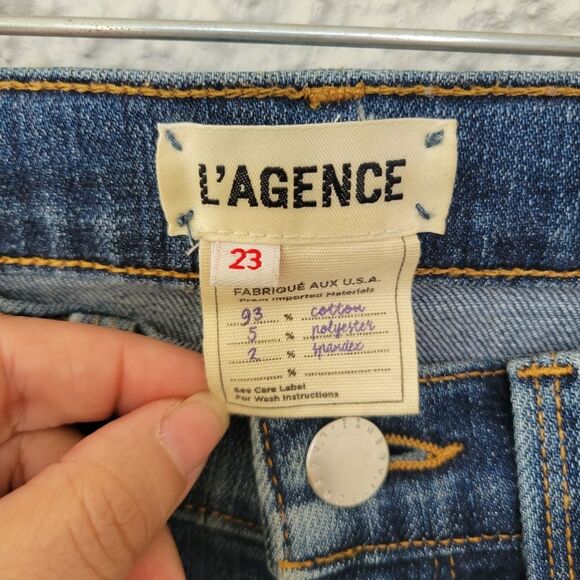 L'AGENCE
23
FABRIQUÉ AUX U.S.A.
From Imported Materials
93 % cotton
5 % polyester
2 % spandex
%
See Care Label
For Wash Instructions